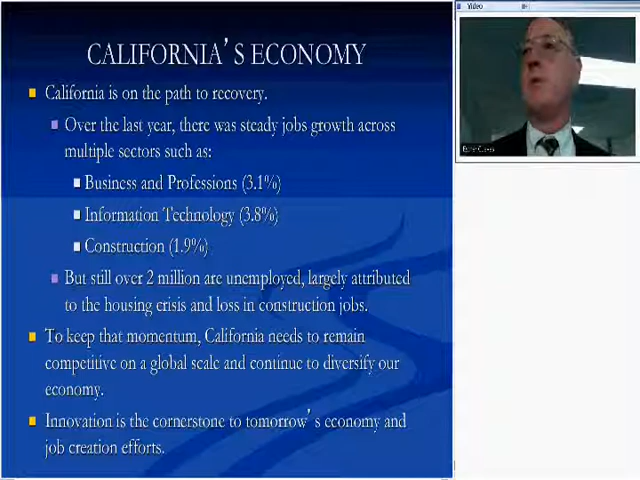 Video
CALIFORNIA'S ECONOMY
California is on the path to recovery.
Over the last year, there was steady jobs growth across
multiple sectors such as:
Business and Professions (3.1%)
Information Technology (3.8%)
Construction (1.9%)
But still over 2 million are unemployed, largely attributed
to the housing crisis and loss in construction jobs.
To keep that momentum, California needs to remain
competitive on a global scale and continue to diversify our
economy.
Innovation is the cornerstone to tomorrow's economy and
job creation efforts.